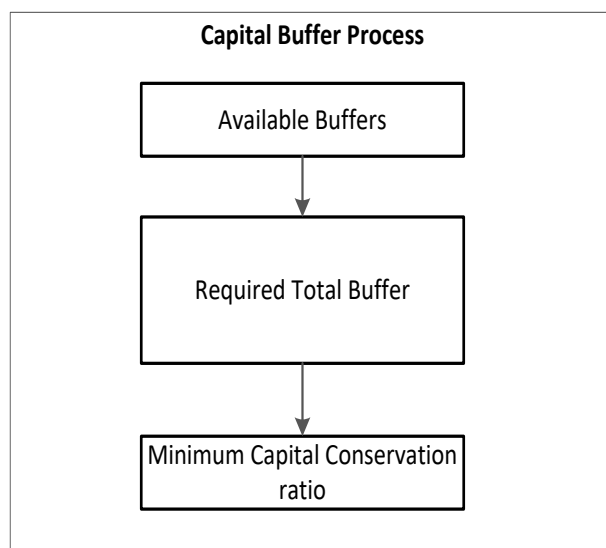 Capital Buffer Process
Available Buffers
Required Total Buffer
Minimum Capital Conservation
ratio